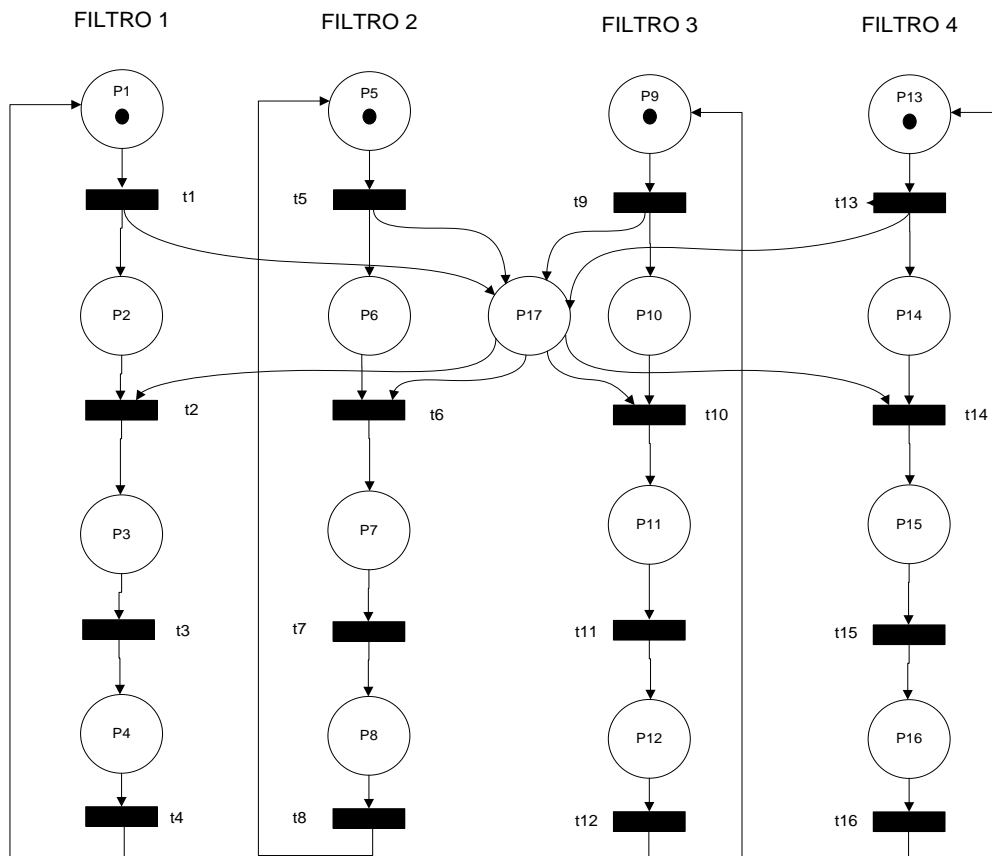 FILTRO 1 FILTRO 2 FILTRO 3 FILTRO 4
P1 P5 P9 P13
t1 t5 t9 t13
P2 P6 P17 P10 P14
t2 t6 t10 t14
P3 P7 P11 P15
t3 t7 t11 t15
P4 P8 P12 P16
t4 t8 t12 t16